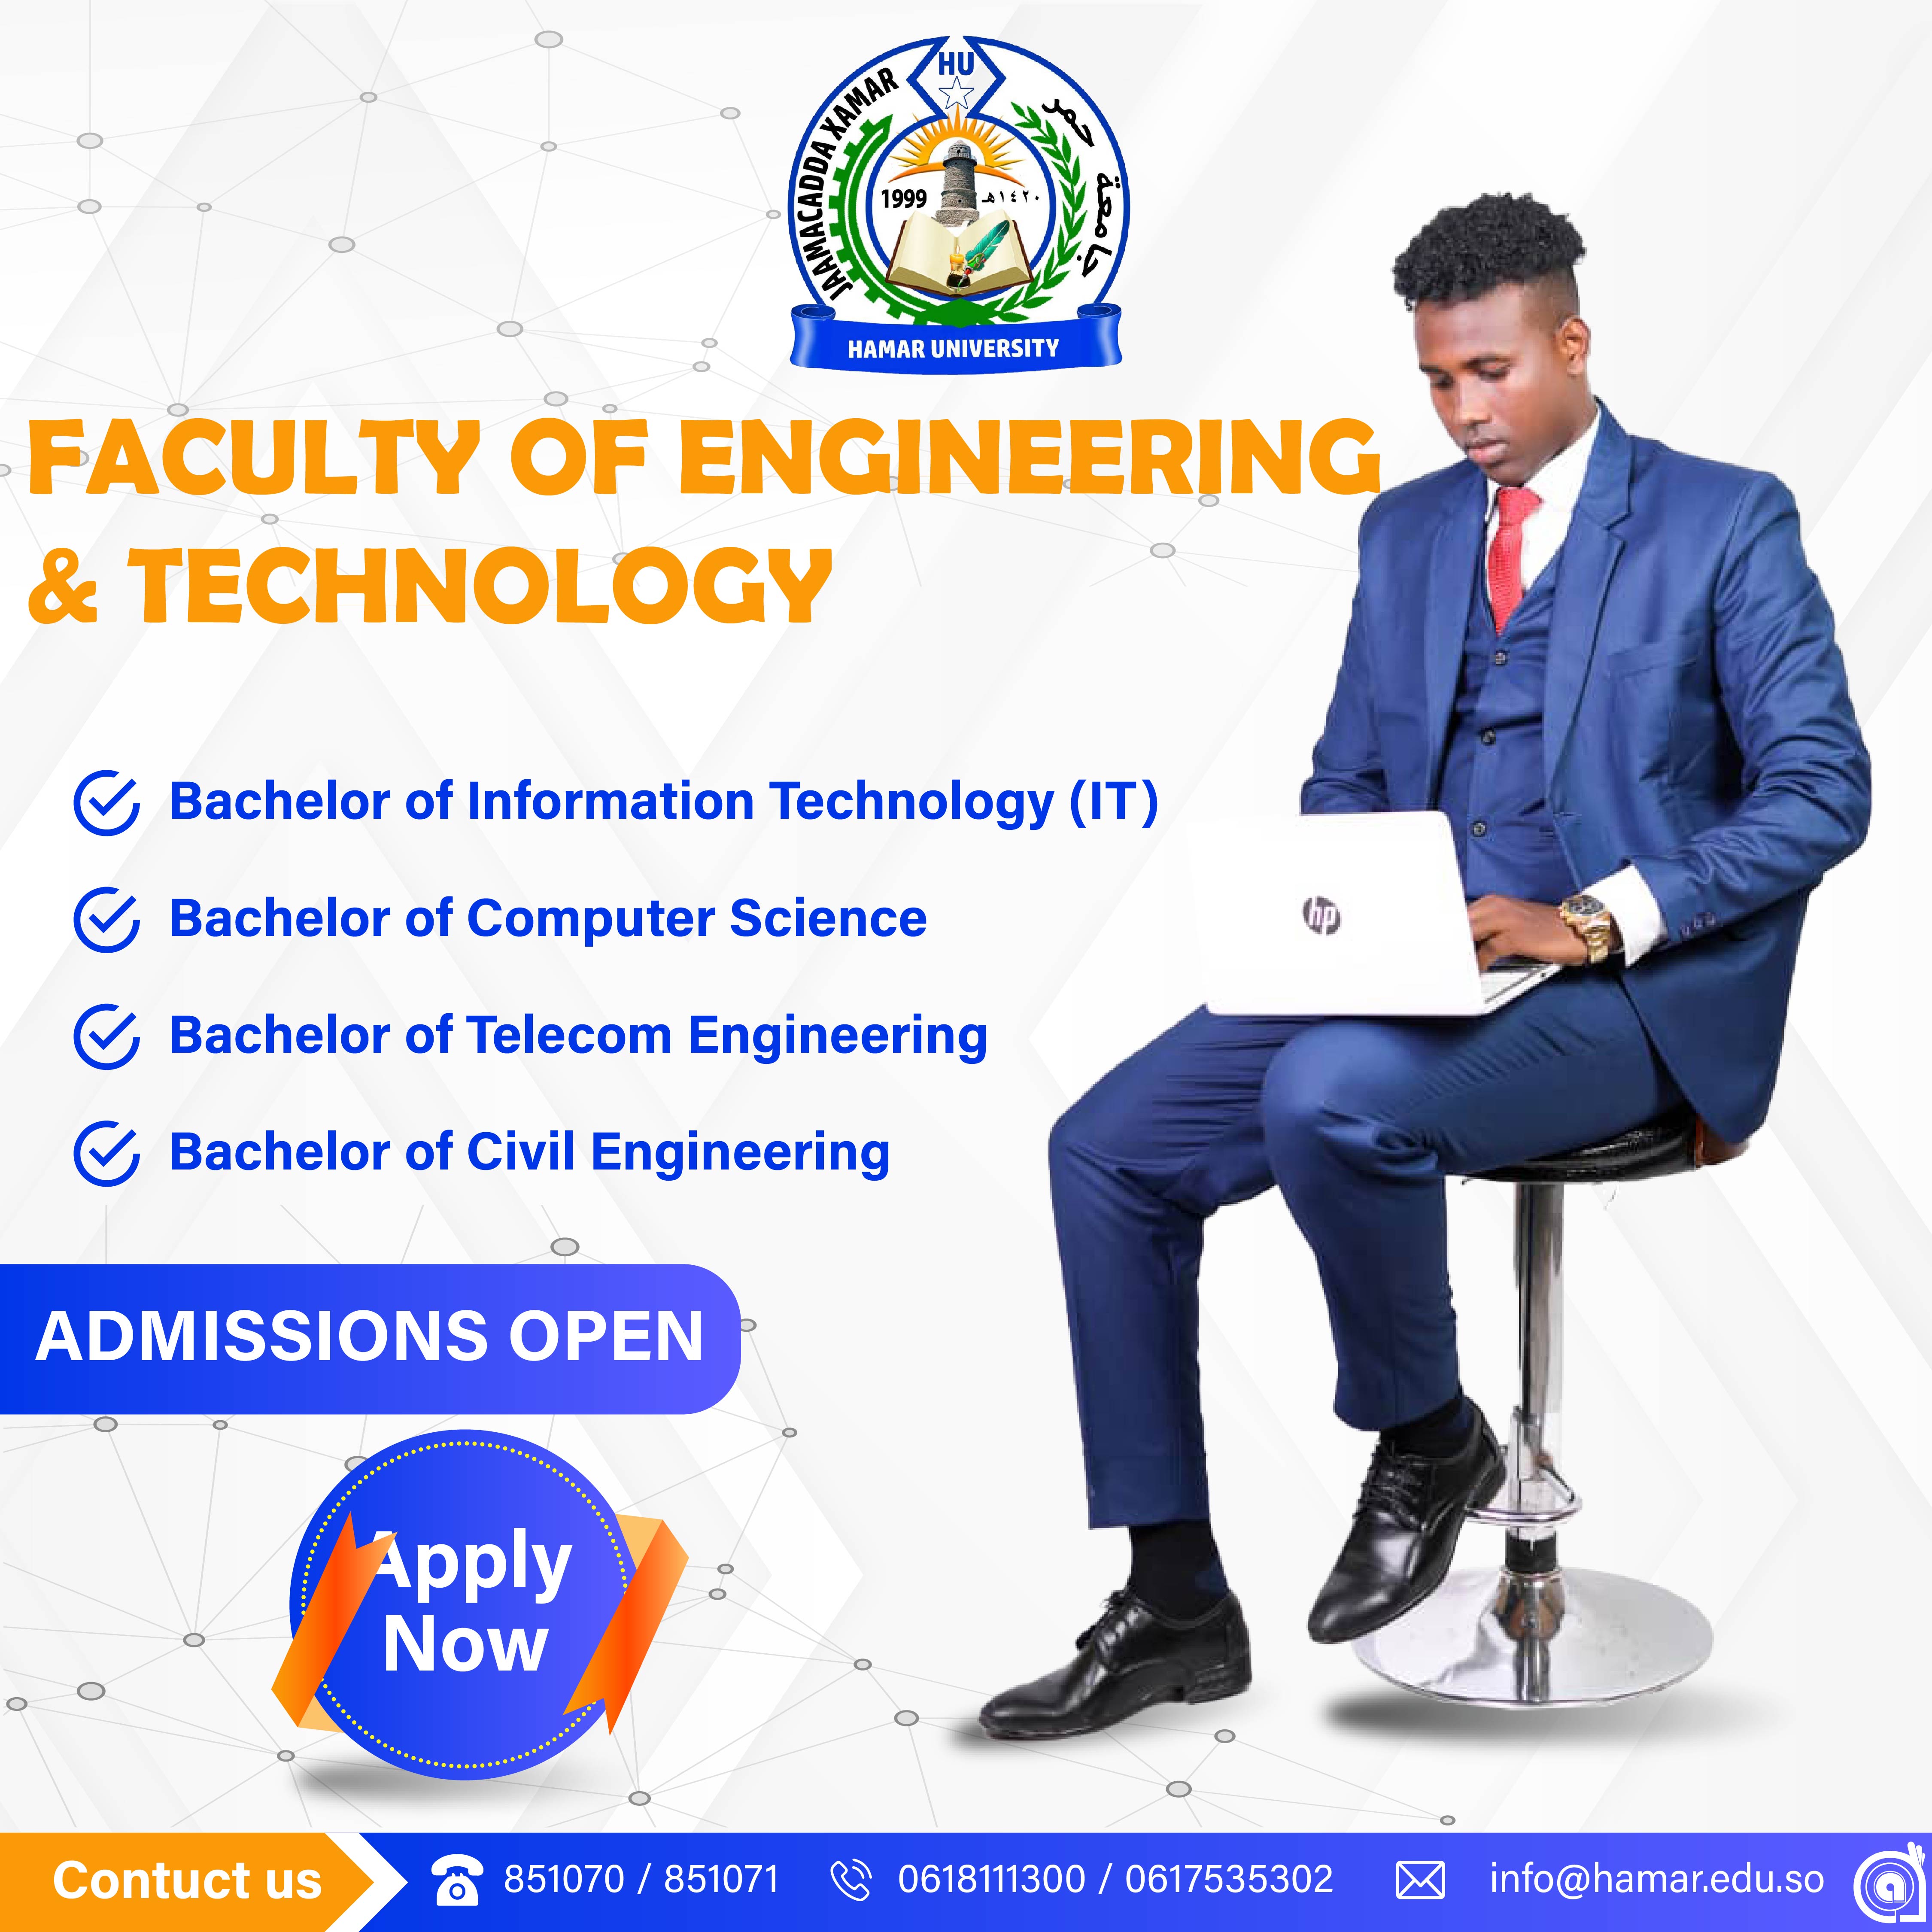 HU
JAAMACADDA XAMAR
جامعة حمر
1999
١٤٢٠هـ
HAMAR UNIVERSITY
FACULTY OF ENGINEERING
& TECHNOLOGY
Bachelor of Information Technology (IT)
Bachelor of Computer Science
hp
Bachelor of Telecom Engineering
Bachelor of Civil Engineering
ADMISSIONS OPEN
Apply
Now
Contuct us
851070 / 851071
0618111300 / 0617535302
info@hamar.edu.so